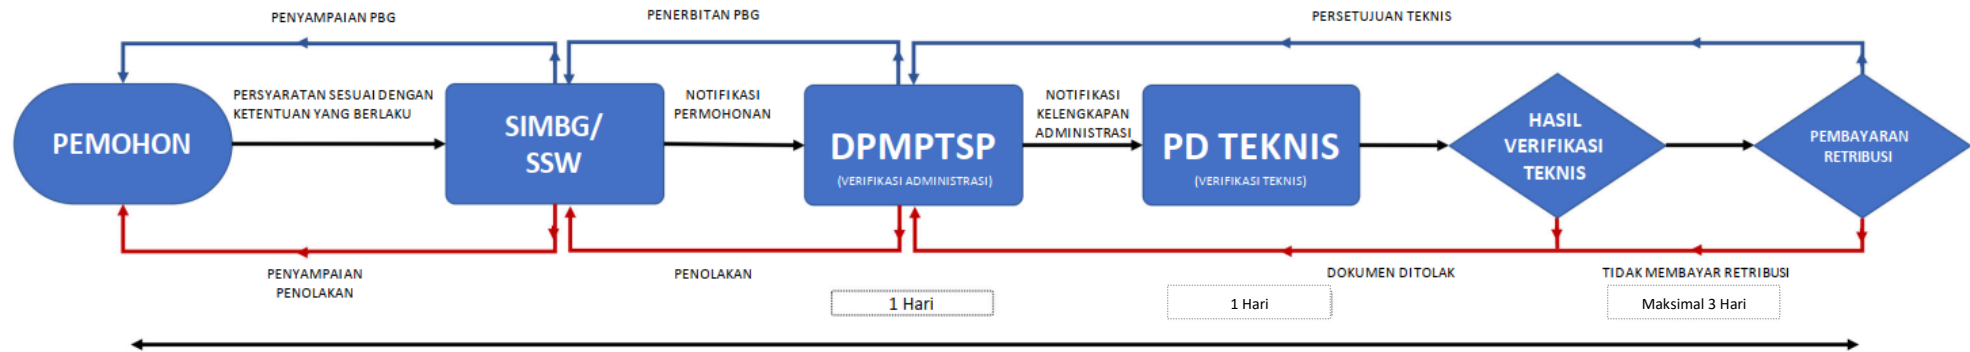 PENYAMPAIAN PBG
PENERBITAN PBG
PERSETUJUAN TEKNIS
PEMOHON
PERSYARATAN SESUAI DENGAN
KETENTUAN YANG BERLAKU
SIMBG/
SSW
NOTIFIKASI
PERMOHONAN
DPMPTSP
(VERIFIKASI ADMINISTRASI)
NOTIFIKASI
KELENGKAPAN
ADMINISTRASI
PD TEKNIS
(VERIFIKASI TEKNIS)
HASIL
VERIFIKASI
TEKNIS
PEMBAYARAN
RETRIBUSI
PENYAMPAIAN
PENOLAKAN
PENOLAKAN
DOKUMEN DITOLAK
TIDAK MEMBAYAR RETRIBUSI
1 Hari
1 Hari
Maksimal 3 Hari